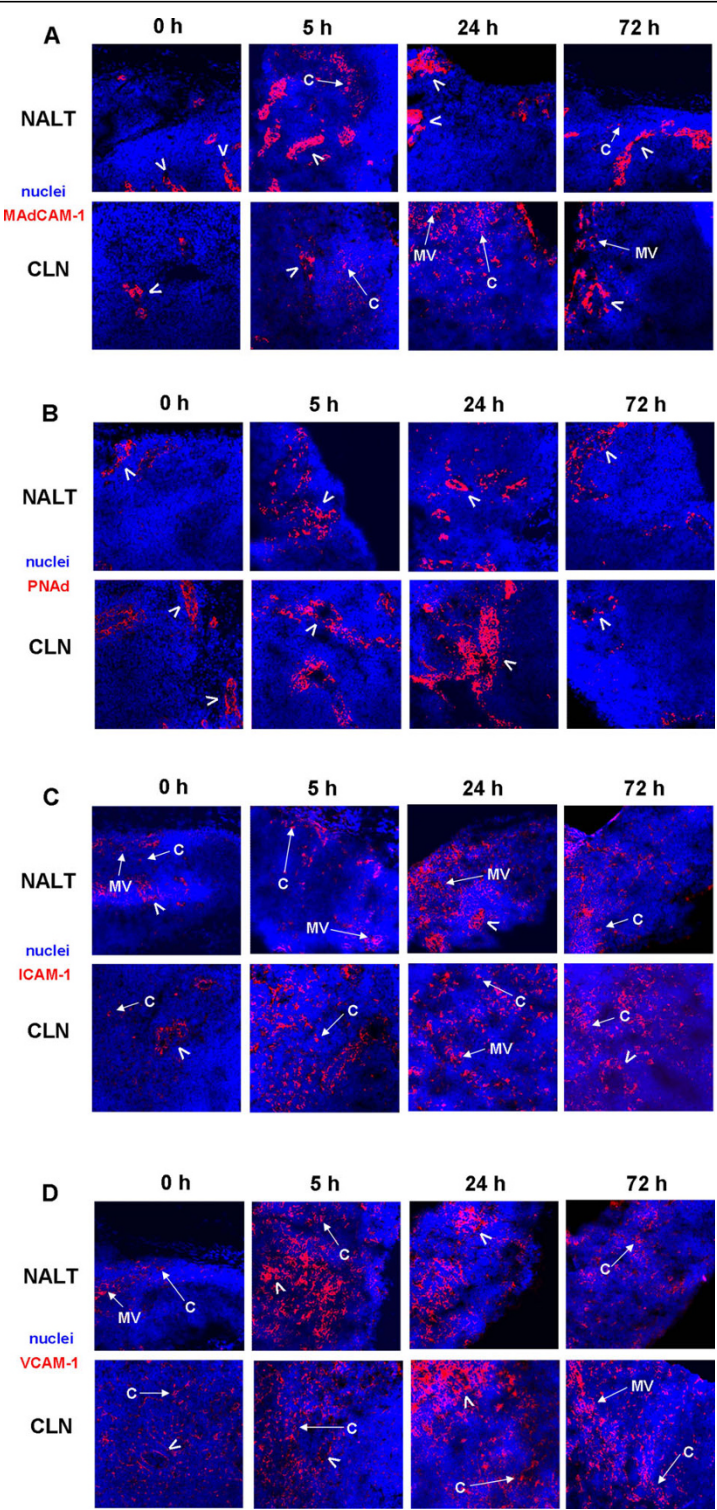 A 0 h 5 h 24 h 72 h
NALT
C
C
nuclei
MAdCAM-1
CLN
C
MV
C
MV
B 0 h 5 h 24 h 72 h
NALT
nuclei
PNAd
CLN
C 0 h 5 h 24 h 72 h
NALT
C
MV
C
MV
MV
C
nuclei
ICAM-1
CLN
C
C
C
MV
C
D 0 h 5 h 24 h 72 h
NALT
C
MV
C
C
nuclei
VCAM-1
CLN
C
C
C
MV
C